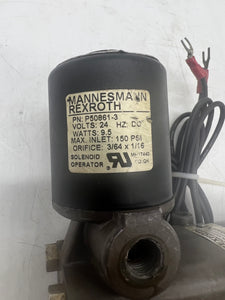 MANNESMANN
REXROTH
PN: P50861-3
VOLTS: 24 HZ: DC
WATTS: 9.5
MAX. INLET: 150 PSI
ORIFICE: 3/64 x 1/16
SOLENOID
OPERATOR